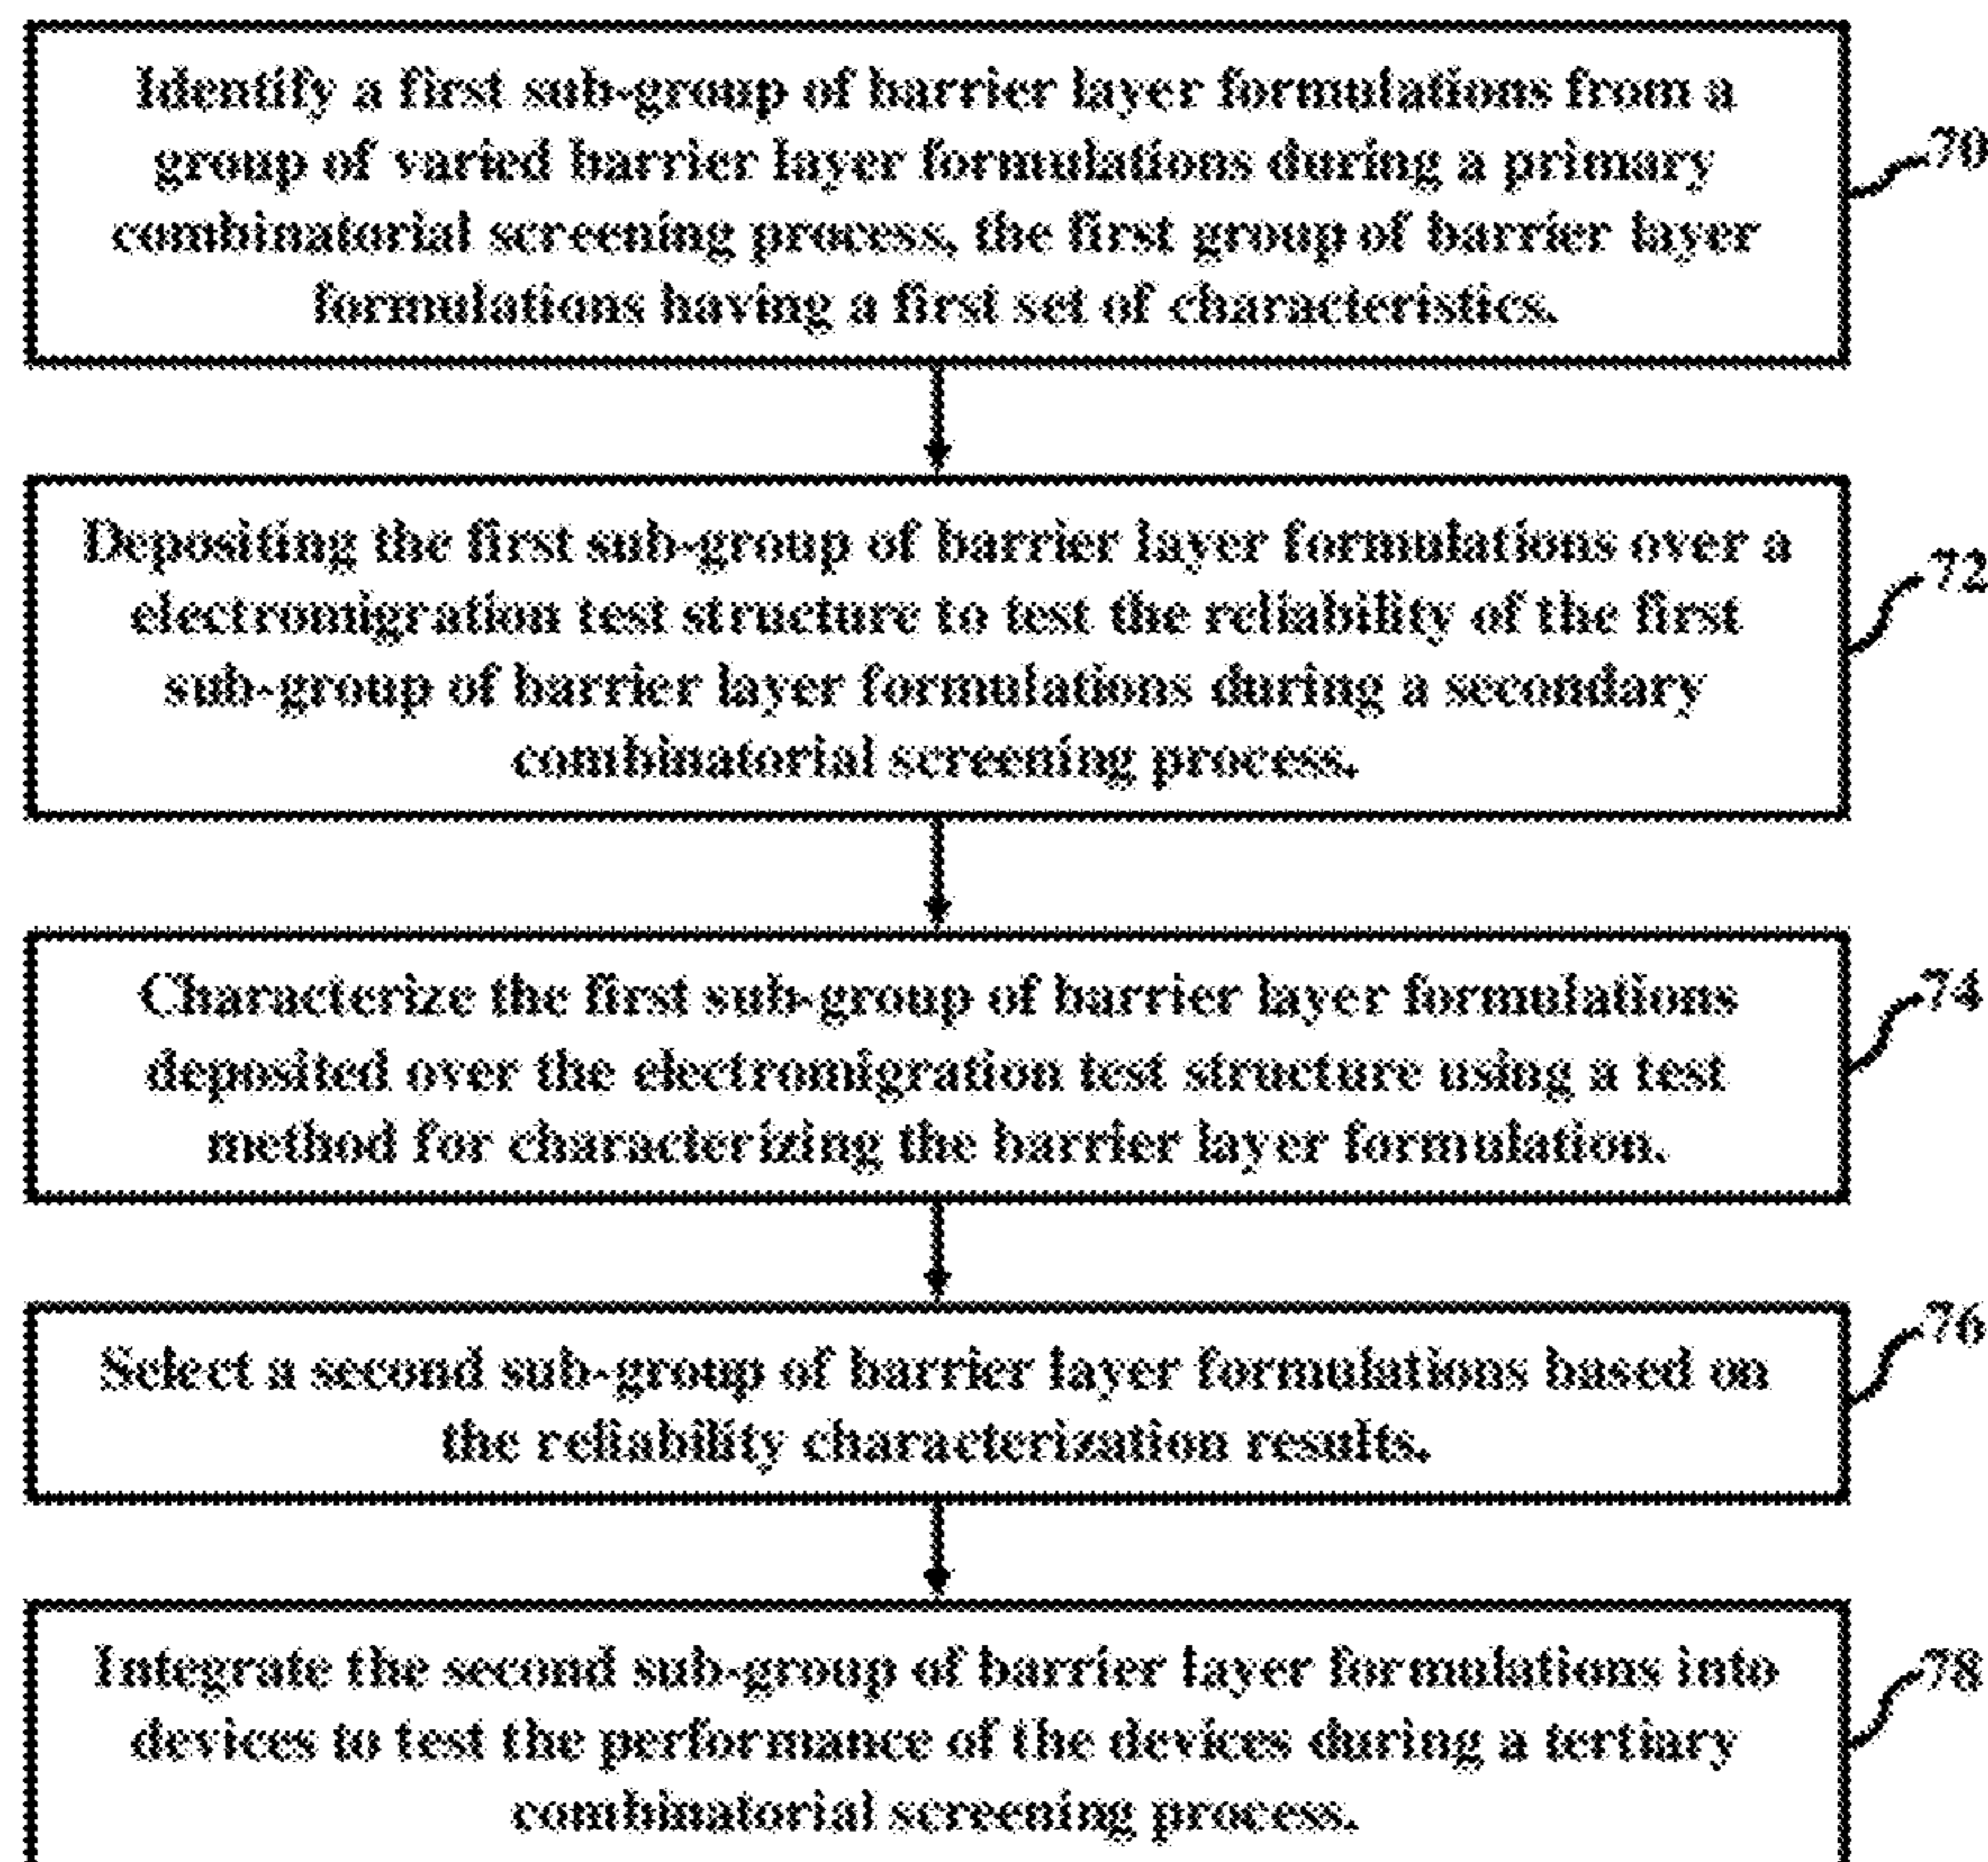 Identify a first sub-group of barrier layer formulations from a
group of varied barrier layer formulations during a primary
combinatorial screening process, the first group of barrier layer
formulations having a first set of characteristics.
70
Depositing the first sub-group of barrier layer formulations over a
electromigration test structure to test the reliability of the first
sub-group of barrier layer formulations during a secondary
combinatorial screening process.
72
Characterize the first sub-group of barrier layer formulations
deposited over the electromigration test structure using a test
method for characterizing the barrier layer formulation.
74
Select a second sub-group of barrier layer formulations based on
the reliability characterization results.
76
Integrate the second sub-group of barrier layer formulations into
devices to test the performance of the devices during a tertiary
combinatorial screening process.
78